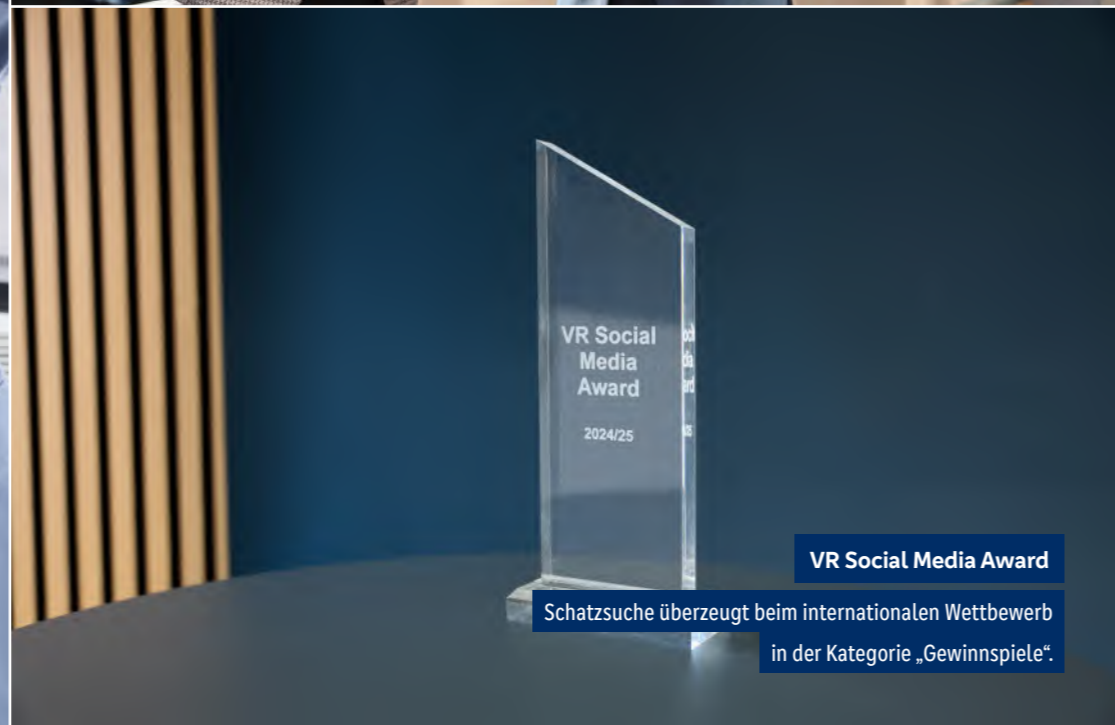 VR Social
Media
Award
2024/25
VR Social Media Award
Schatzsuche überzeugt beim internationalen Wettbewerb
in der Kategorie „Gewinnspiele“.